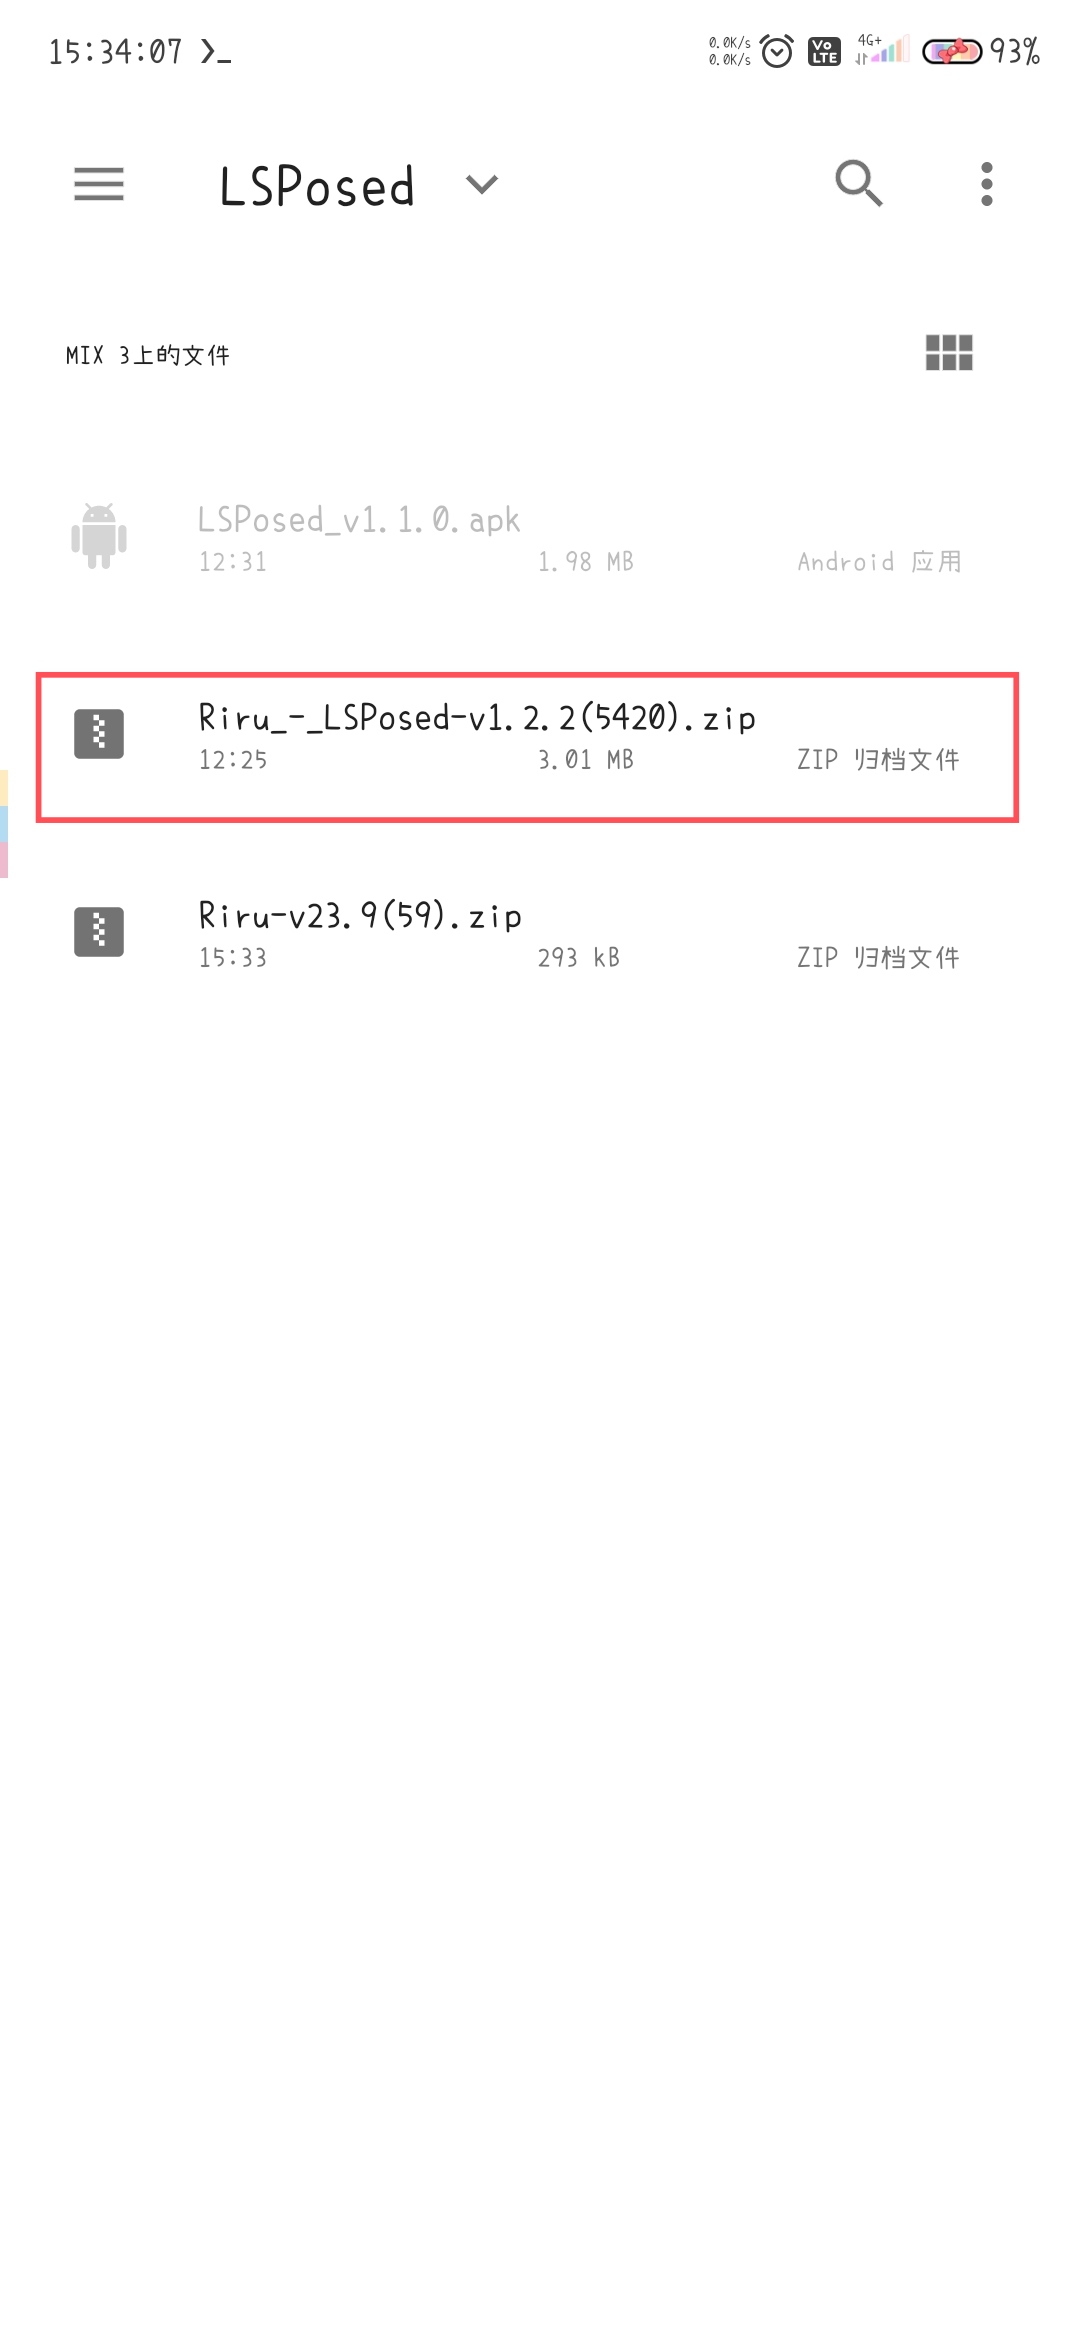 15:34:07 ❯_ 0.0K/s 0.0K/s Vo LTE 4G+ 93%
LSPosed
MIX 3上的文件
LSPosed_v1.1.0.apk
12:31 1.98 MB Android 应用
Riru_-_LSPosed-v1.2.2(5420).zip
12:25 3.01 MB ZIP 归档文件
Riru-v23.9(59).zip
15:33 293 kB ZIP 归档文件